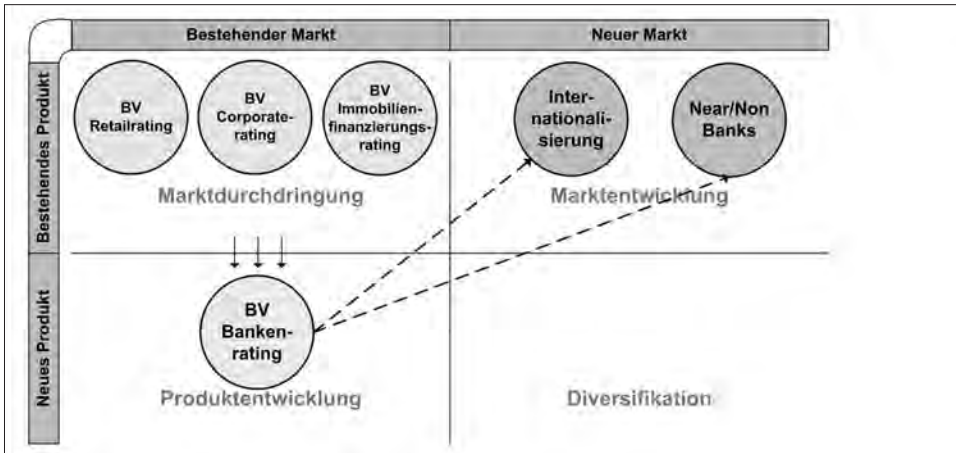 Bestehender Markt
Neuer Markt
Bestehendes Produkt
BV
Retailrating
BV
Corporate-
rating
BV
Immobilien-
finanzierungs-
rating
Inter-
nationali-
sierung
Near/Non
Banks
Marktdurchdringung
Marktentwicklung
Neues Produkt
BV
Banken-
rating
Produktentwicklung
Diversifikation